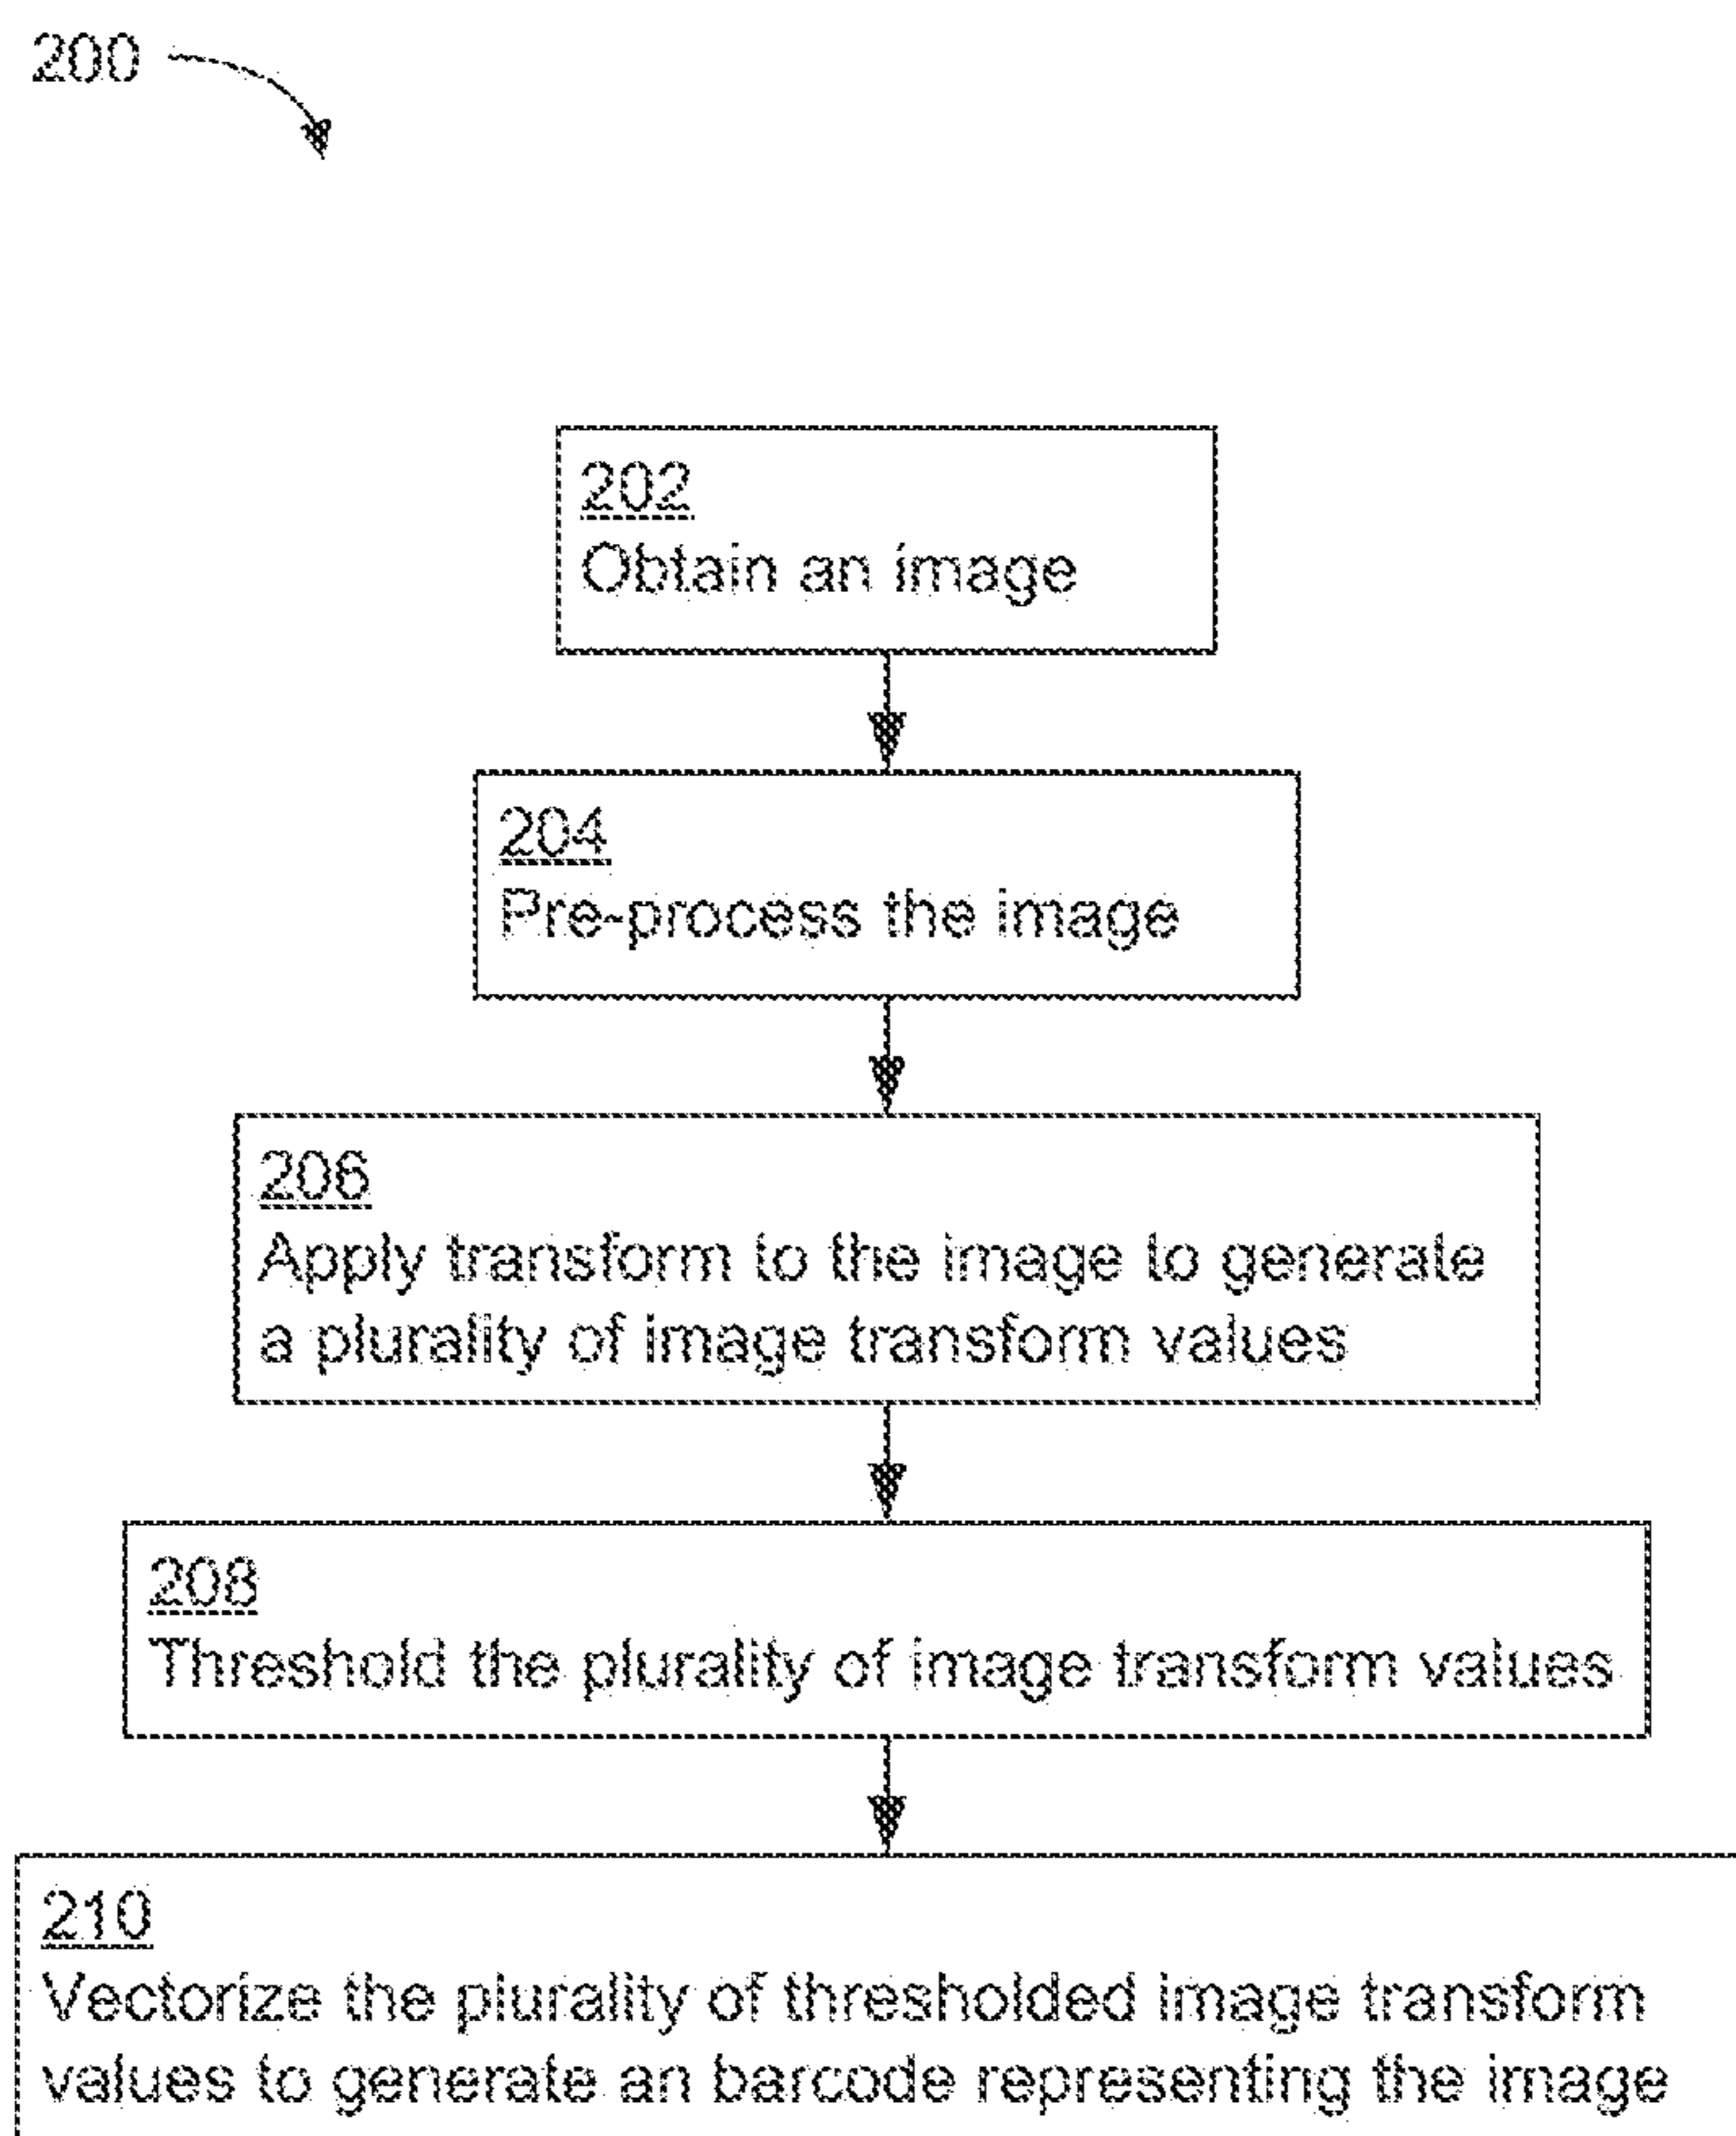 200
202
Obtain an image
204
Pre-process the image
206
Apply transform to the image to generate
a plurality of image transform values
208
Threshold the plurality of image transform values
210
Vectorize the plurality of thresholded image transform
values to generate an barcode representing the image